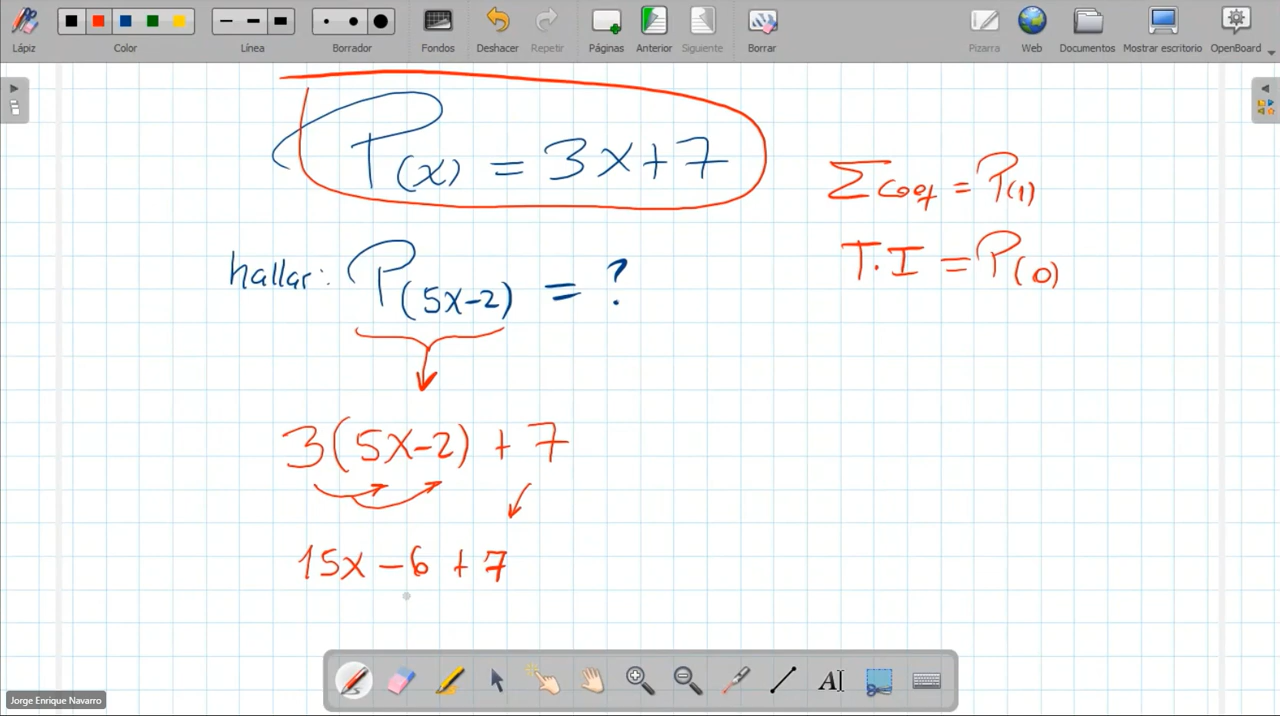 Lápiz Color Línea Borrador Fondos Deshacer Repetir Páginas Anterior Siguiente Borrar Pizarra Web Documentos Mostrar escritorio OpenBoard
P(x) = 3x+7
Σcoef = P(1)
T.I = P(0)
hallar: P(5x-2) = ?
3(5x-2) + 7
15x - 6 + 7
Jorge Enrique Navarro